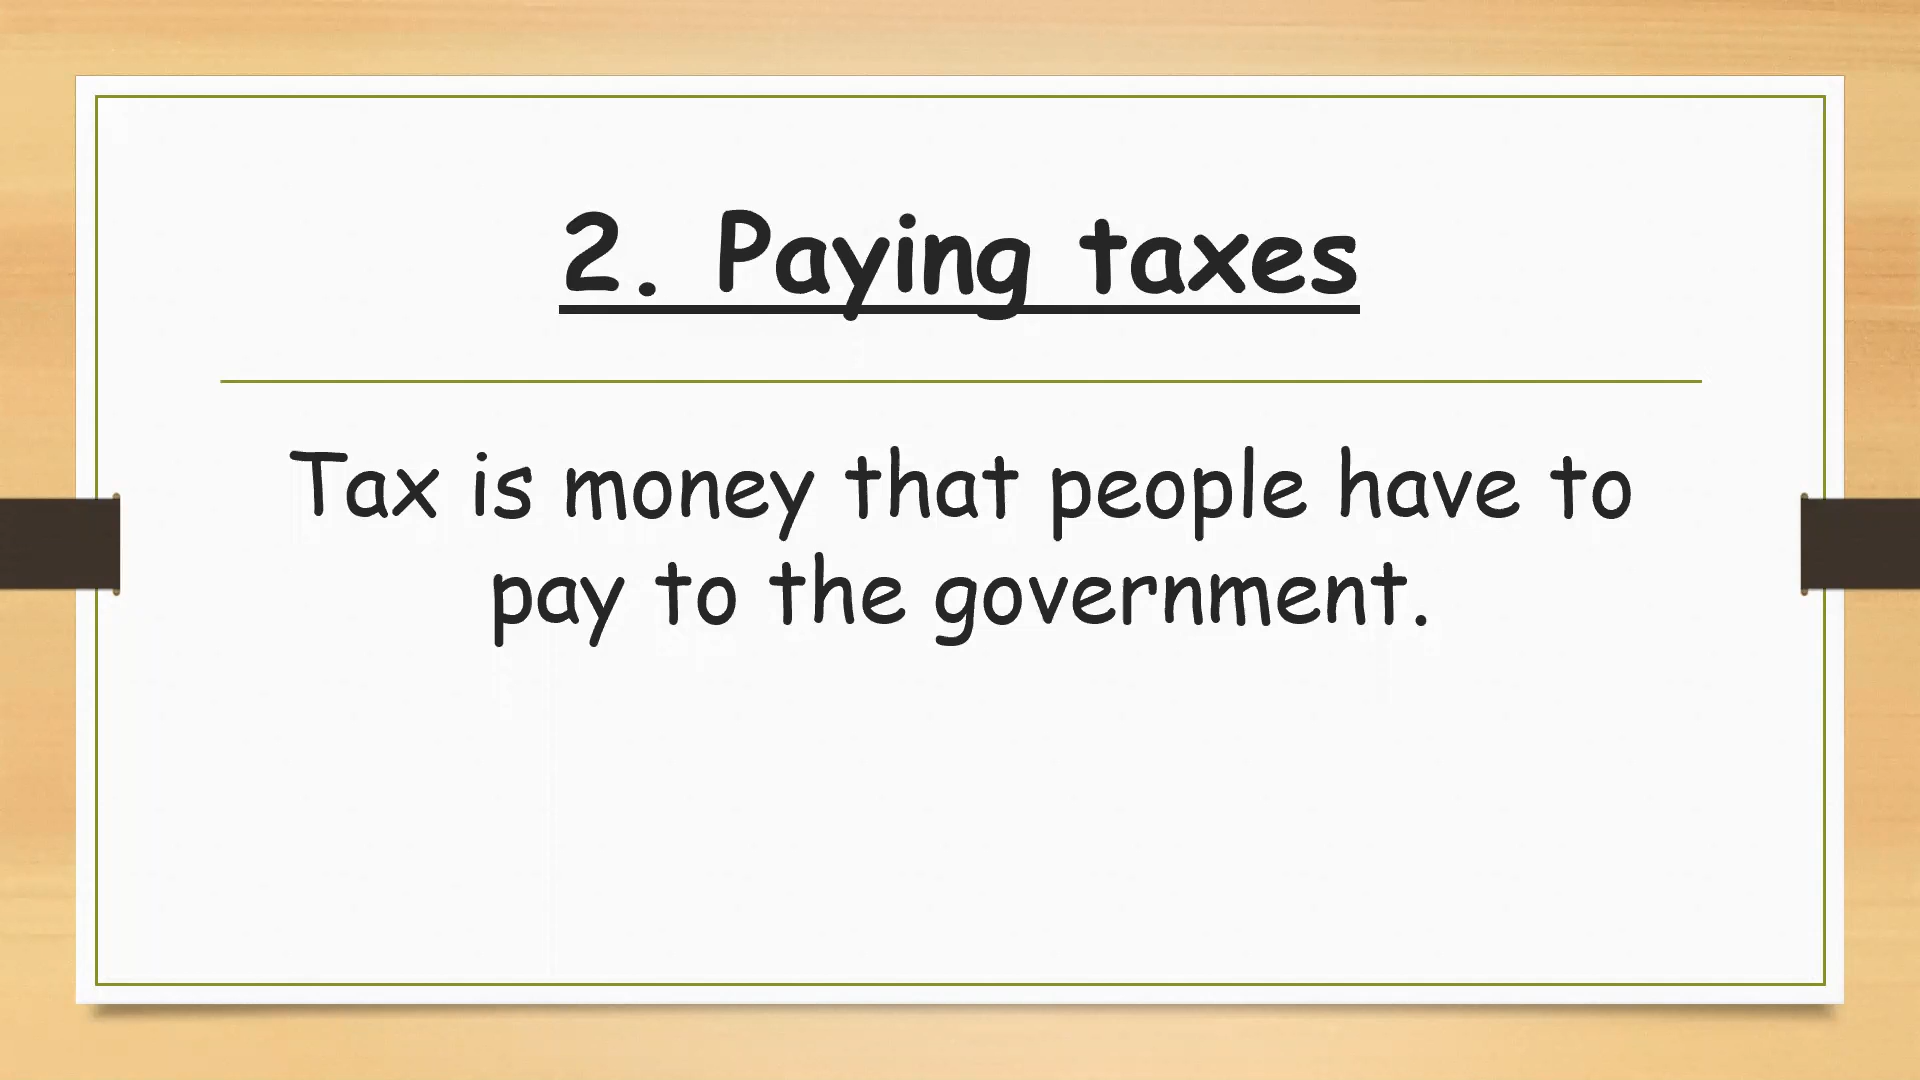 2. Paying taxes
Tax is money that people have to
pay to the government.